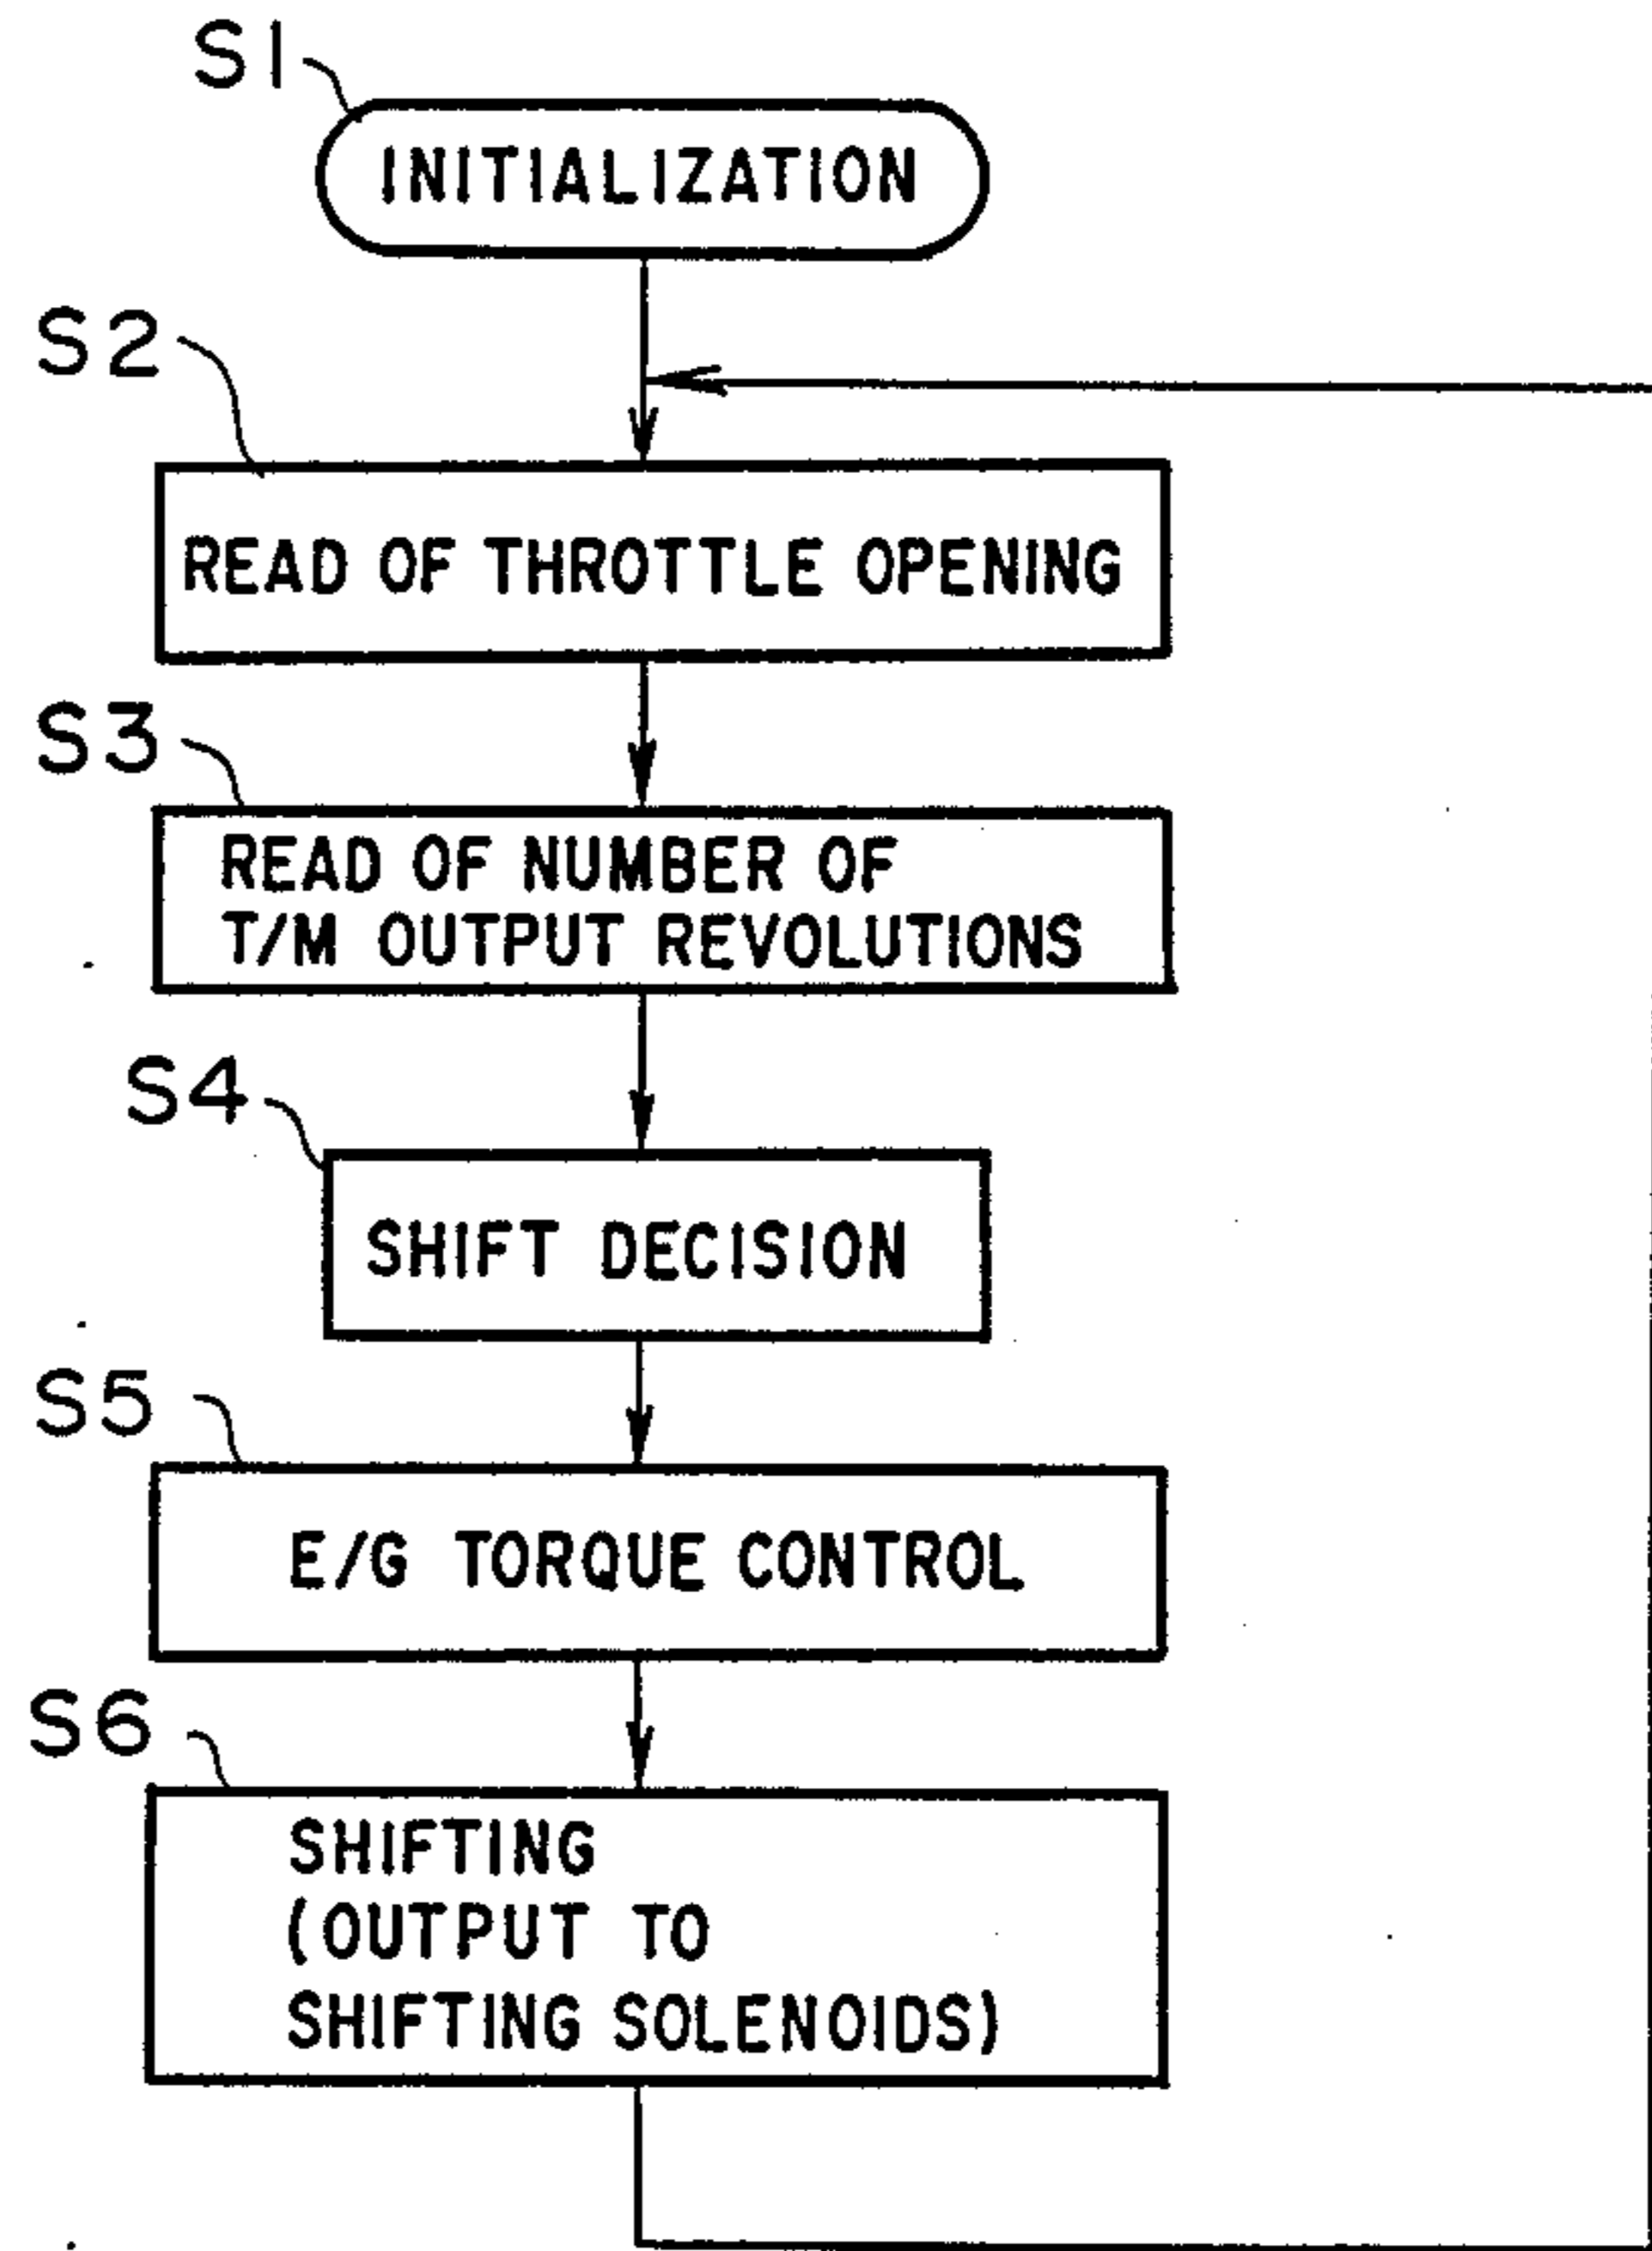 S1
INITIALIZATION
S2
READ OF THROTTLE OPENING
S3
READ OF NUMBER OF
T/M OUTPUT REVOLUTIONS
S4
SHIFT DECISION
S5
E/G TORQUE CONTROL
S6
SHIFTING
(OUTPUT TO
SHIFTING SOLENOIDS)